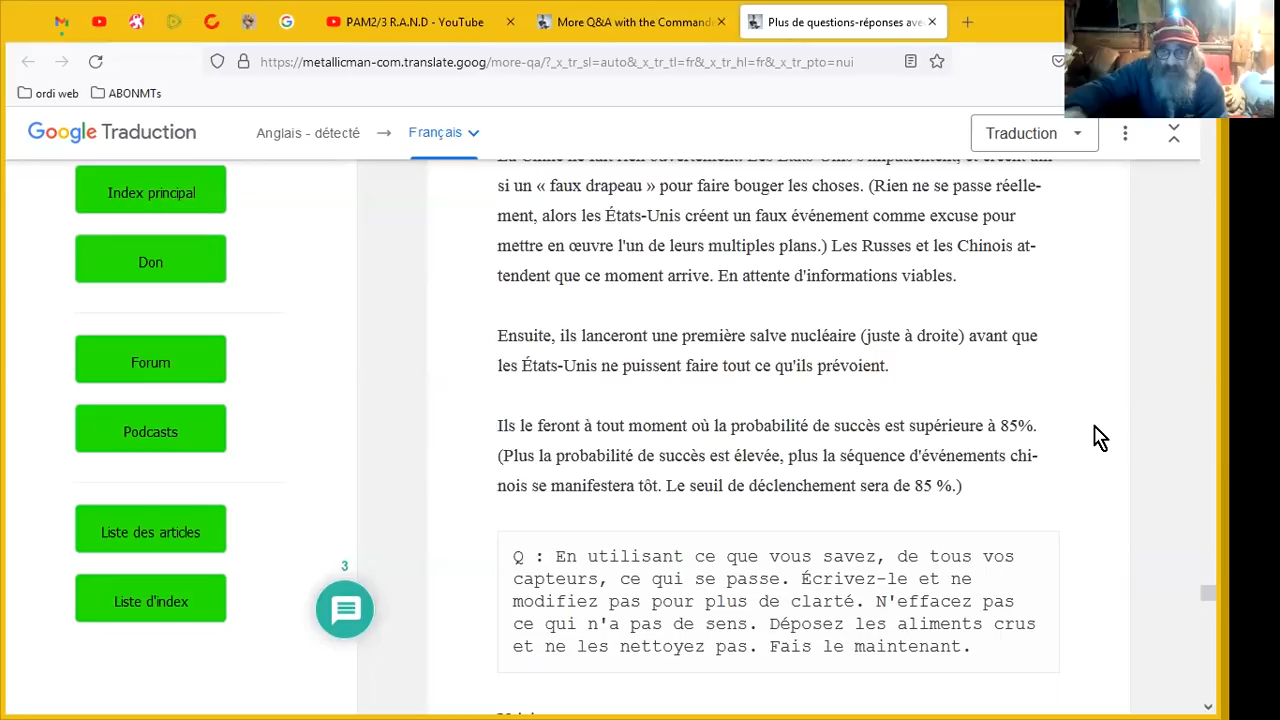 PAM2/3 R.A.N.D - YouTube
More Q&A with the Command
Plus de questions-réponses ave
https://metallicman-com.translate.goog/more-qa/?_x_tr_sl=auto&_x_tr_tl=fr&_x_tr_hl=fr&_x_tr_pto=nui
ordi web
ABONMTs
Google Traduction
Anglais - détecté
Français
Traduction
Index principal
Don
Forum
Podcasts
Liste des articles
Liste d'index
3
si un « faux drapeau » pour faire bouger les choses. (Rien ne se passe réelle-
ment, alors les États-Unis créent un faux événement comme excuse pour
mettre en œuvre l'un de leurs multiples plans.) Les Russes et les Chinois at-
tendent que ce moment arrive. En attente d'informations viables.
Ensuite, ils lanceront une première salve nucléaire (juste à droite) avant que
les États-Unis ne puissent faire tout ce qu'ils prévoient.
Ils le feront à tout moment où la probabilité de succès est supérieure à 85%.
(Plus la probabilité de succès est élevée, plus la séquence d'événements chi-
nois se manifestera tôt. Le seuil de déclenchement sera de 85 %.)
Q : En utilisant ce que vous savez, de tous vos
capteurs, ce qui se passe. Écrivez-le et ne
modifiez pas pour plus de clarté. N'effacez pas
ce qui n'a pas de sens. Déposez les aliments crus
et ne les nettoyez pas. Fais le maintenant.